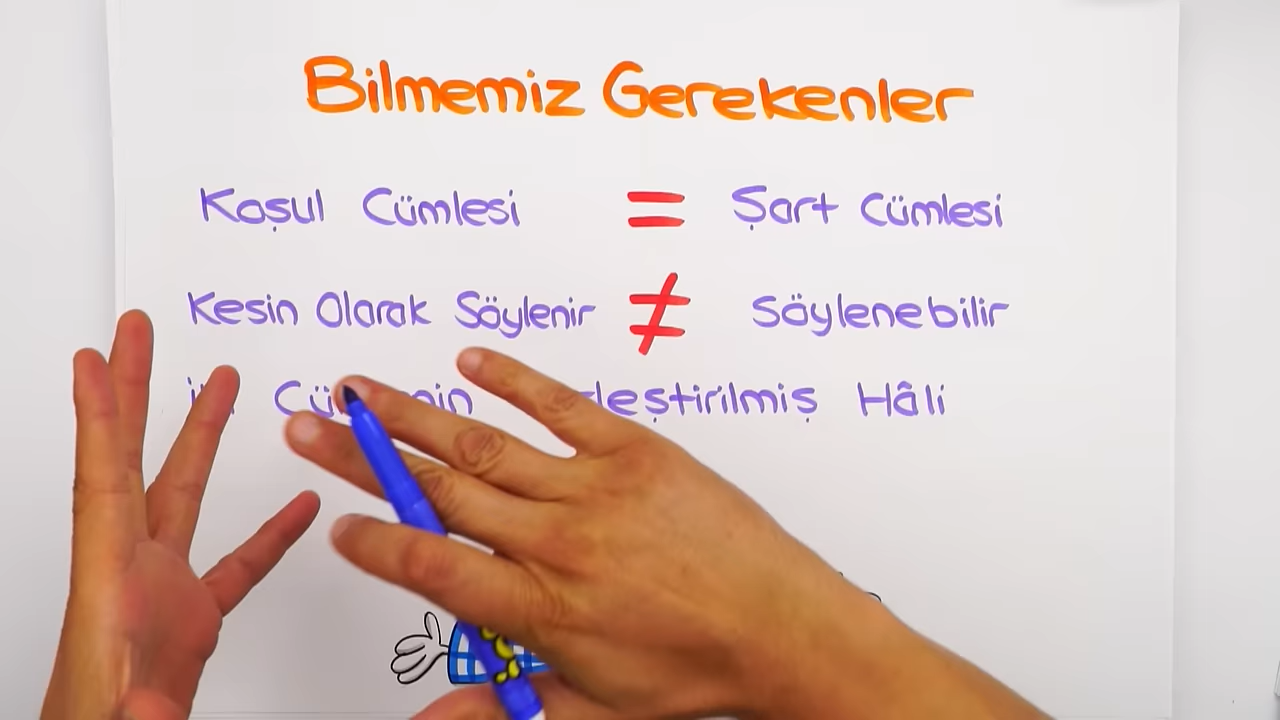 Bilmemiz Gerekenler
Koşul Cümlesi = Şart Cümlesi
Kesin Olarak Söylenir ≠ Söylenebilir
Hâli